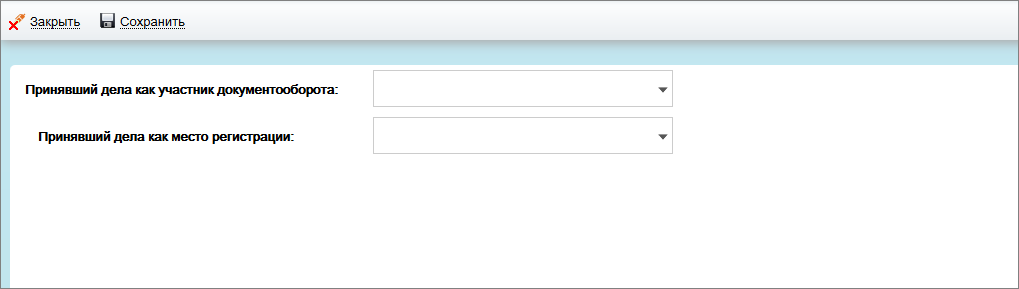 Закрыть Сохранить
Принявший дела как участник документооборота:
Принявший дела как место регистрации: